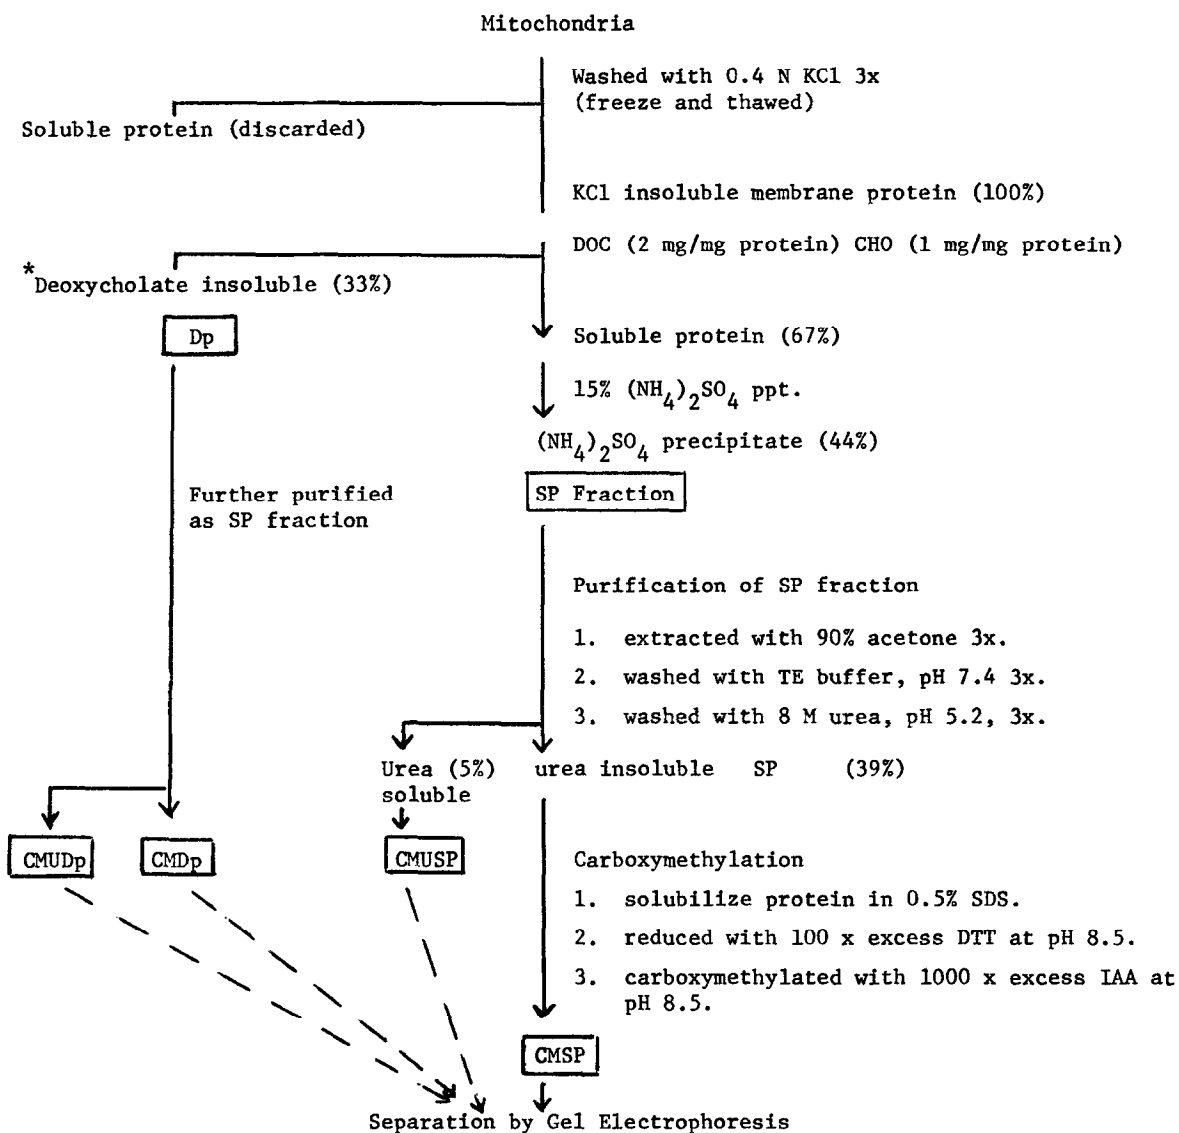 Mitochondria
Washed with 0.4 N KCl 3x
(freeze and thawed)
Soluble protein (discarded)
KCl insoluble membrane protein (100%)
DOC (2 mg/mg protein) CHO (1 mg/mg protein)
*Deoxycholate insoluble (33%)
Dp
Soluble protein (67%)
15% (NH4)2SO4 ppt.
(NH4)2SO4 precipitate (44%)
SP Fraction
Further purified
as SP fraction
Purification of SP fraction
1. extracted with 90% acetone 3x.
2. washed with TE buffer, pH 7.4 3x.
3. washed with 8 M urea, pH 5.2, 3x.
Urea (5%)
soluble
urea insoluble SP (39%)
CMUDp
CMDp
CMUSP
Carboxymethylation
1. solubilize protein in 0.5% SDS.
2. reduced with 100 x excess DTT at pH 8.5.
3. carboxymethylated with 1000 x excess IAA at
pH 8.5.
CMSP
Separation by Gel Electrophoresis